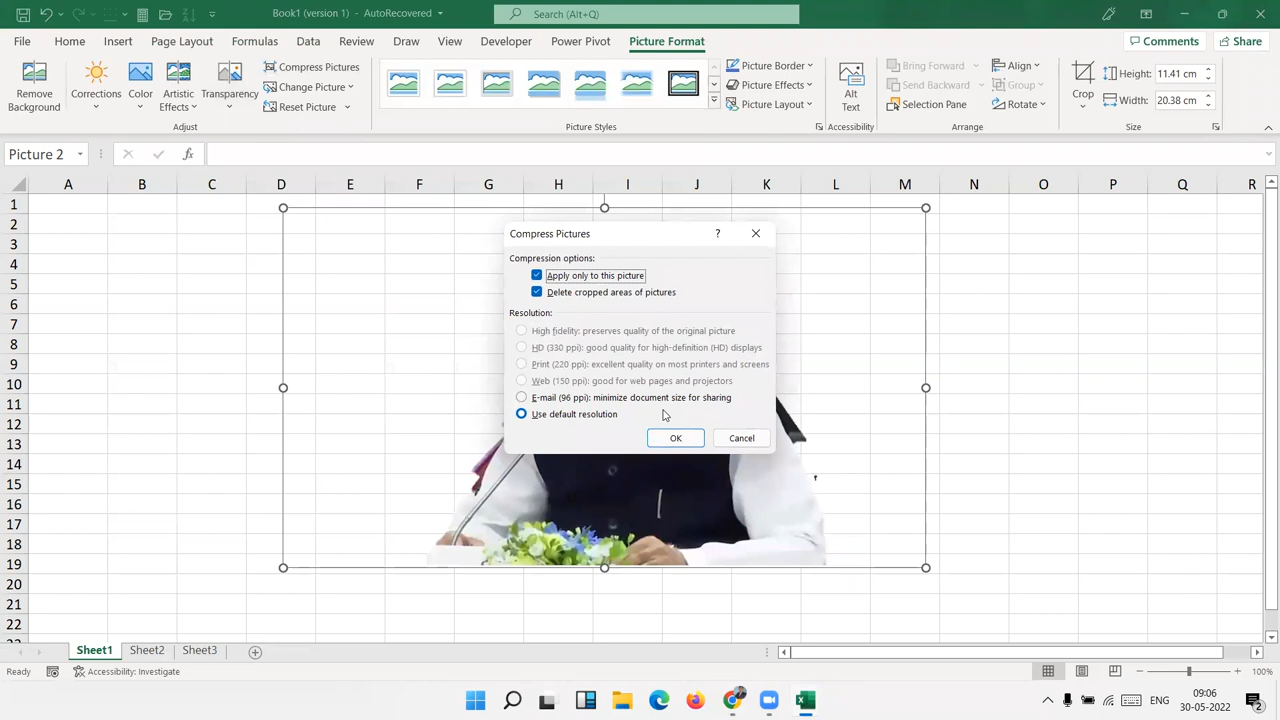 Book1 (version 1) - AutoRecovered
Search (Alt+Q)
File Home Insert Page Layout Formulas Data Review View Developer Power Pivot Picture Format Comments Share
Remove Background
Corrections
Color
Artistic Effects
Transparency
Compress Pictures
Change Picture
Reset Picture
Adjust
Picture Styles
Picture Border
Picture Effects
Picture Layout
Alt Text
Accessibility
Bring Forward
Send Backward
Selection Pane
Align
Group
Rotate
Arrange
Crop
Height: 11.41 cm
Width: 20.38 cm
Size
Picture 2
fx
A B C D E F G H I J K L M N O P Q R
1
2
3
4
5
6
7
8
9
10
11
12
13
14
15
16
17
18
19
20
21
22
Compress Pictures ?
Compression options:
Apply only to this picture
Delete cropped areas of pictures
Resolution:
High fidelity: preserves quality of the original picture
HD (330 ppi): good quality for high-definition (HD) displays
Print (220 ppi): excellent quality on most printers and screens
Web (150 ppi): good for web pages and projectors
E-mail (96 ppi): minimize document size for sharing
Use default resolution
OK Cancel
Sheet1 Sheet2 Sheet3
Ready Accessibility: Investigate 100%
ENG
09:06
30-05-2022
2